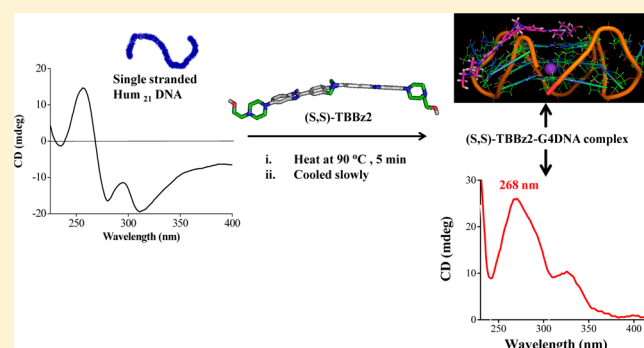 Single stranded
Hum 21 DNA
20
10
0
-10
-20
CD (mdeg)
250 300 350 400
Wavelength (nm)
(S,S)-TBBz2
i. Heat at 90 °C , 5 min
ii. Cooled slowly
(S,S)-TBBz2-G4DNA complex
268 nm
30
20
10
0
CD (mdeg)
250 300 350 400
Wavelength (nm)